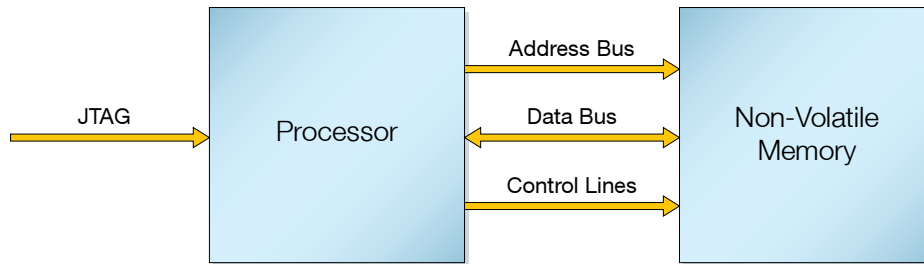 JTAG
Processor
Address Bus
Data Bus
Control Lines
Non-Volatile
Memory